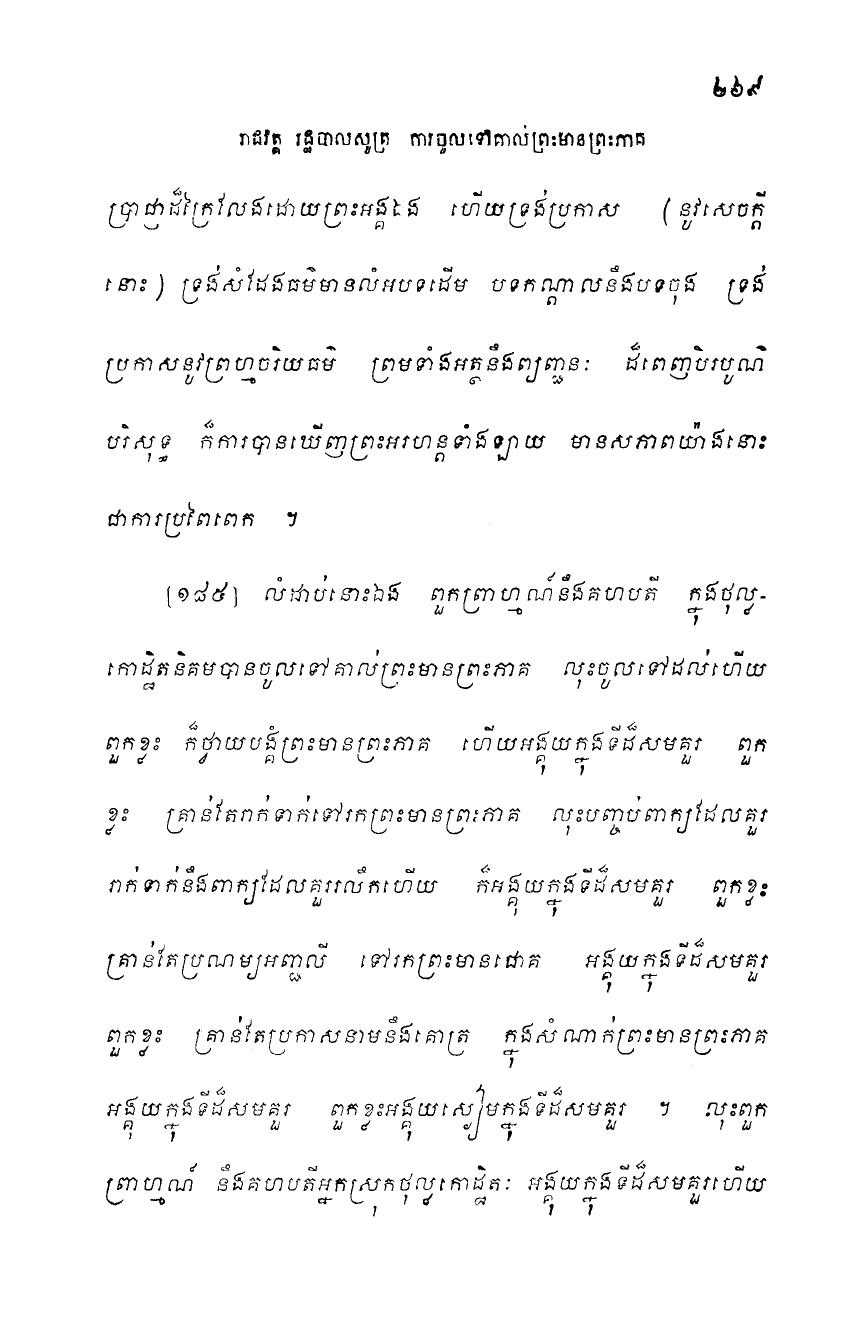 ២៦៩
រាជវគ្គ រដ្ឋបាលសូត្រ ការចូលទៅគាល់ព្រះមានព្រះភាគ
ប្រាជ្ញាដ៏ក្រៃលែងដោយព្រះអង្គឯង ហើយទ្រង់ប្រកាស (នូវសេចក្តី
នោះ) ទ្រង់សំដែងធម៌មានលំអបទដើម បទកណ្តាលនឹងបទចុង ទ្រង់
ប្រកាសនូវព្រហ្មចរិយធម៌ ព្រមទាំងអត្ថនឹងព្យញ្ជនៈ ដ៏ពេញបិរបូណ៌
បរិសុទ្ធ ក៏ការបានឃើញព្រះអរហន្តទាំងឡាយ មានសភាពយ៉ាងនោះ
ជាការប្រពៃពេក ។
[១៨៥] លំដាប់នោះឯង ពួកព្រាហ្មណ៍នឹងគហបតី ក្នុងថុល្ល-
កោដ្ឋិតនិគមបានចូលទៅគាល់ព្រះមានព្រះភាគ លុះចូលទៅដល់ហើយ
ពួកខ្លះ ក៏ថ្វាយបង្គំព្រះមានព្រះភាគ ហើយអង្គុយក្នុងទីដ៏សមគួរ ពួក
ខ្លះ គ្រាន់តែរាក់ទាក់ទៅរកព្រះមានព្រះភាគ លុះបញ្ចប់ពាក្យដែលគួរ
រាក់ទាក់នឹងពាក្យដែលគួររលឹកហើយ ក៏អង្គុយក្នុងទីដ៏សមគួរ ពួកខ្លះ
គ្រាន់តែប្រណម្យអញ្ជលី ទៅរកព្រះមានជោគ អង្គុយក្នុងទីដ៏សមគួរ
ពួកខ្លះ គ្រាន់តែប្រកាសនាមនឹងគោត្រ ក្នុងសំណាក់ព្រះមានព្រះភាគ
អង្គុយក្នុងទីដ៏សមគួរ ពួកខ្លះអង្គុយស្ងៀមក្នុងទីដ៏សមគួរ ។ លុះពួក
ព្រាហ្មណ៍ នឹងគហបតីអ្នកស្រុកថុល្លកោដ្ឋិតៈ អង្គុយក្នុងទីដ៏សមគួរហើយ